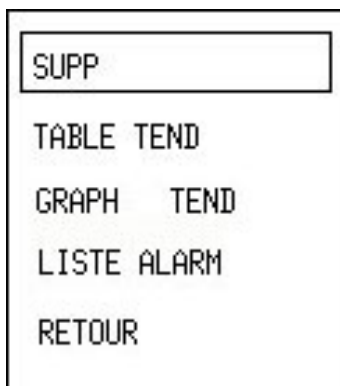 SUPP
TABLE TEND
GRAPH TEND
LISTE ALARM
RETOUR